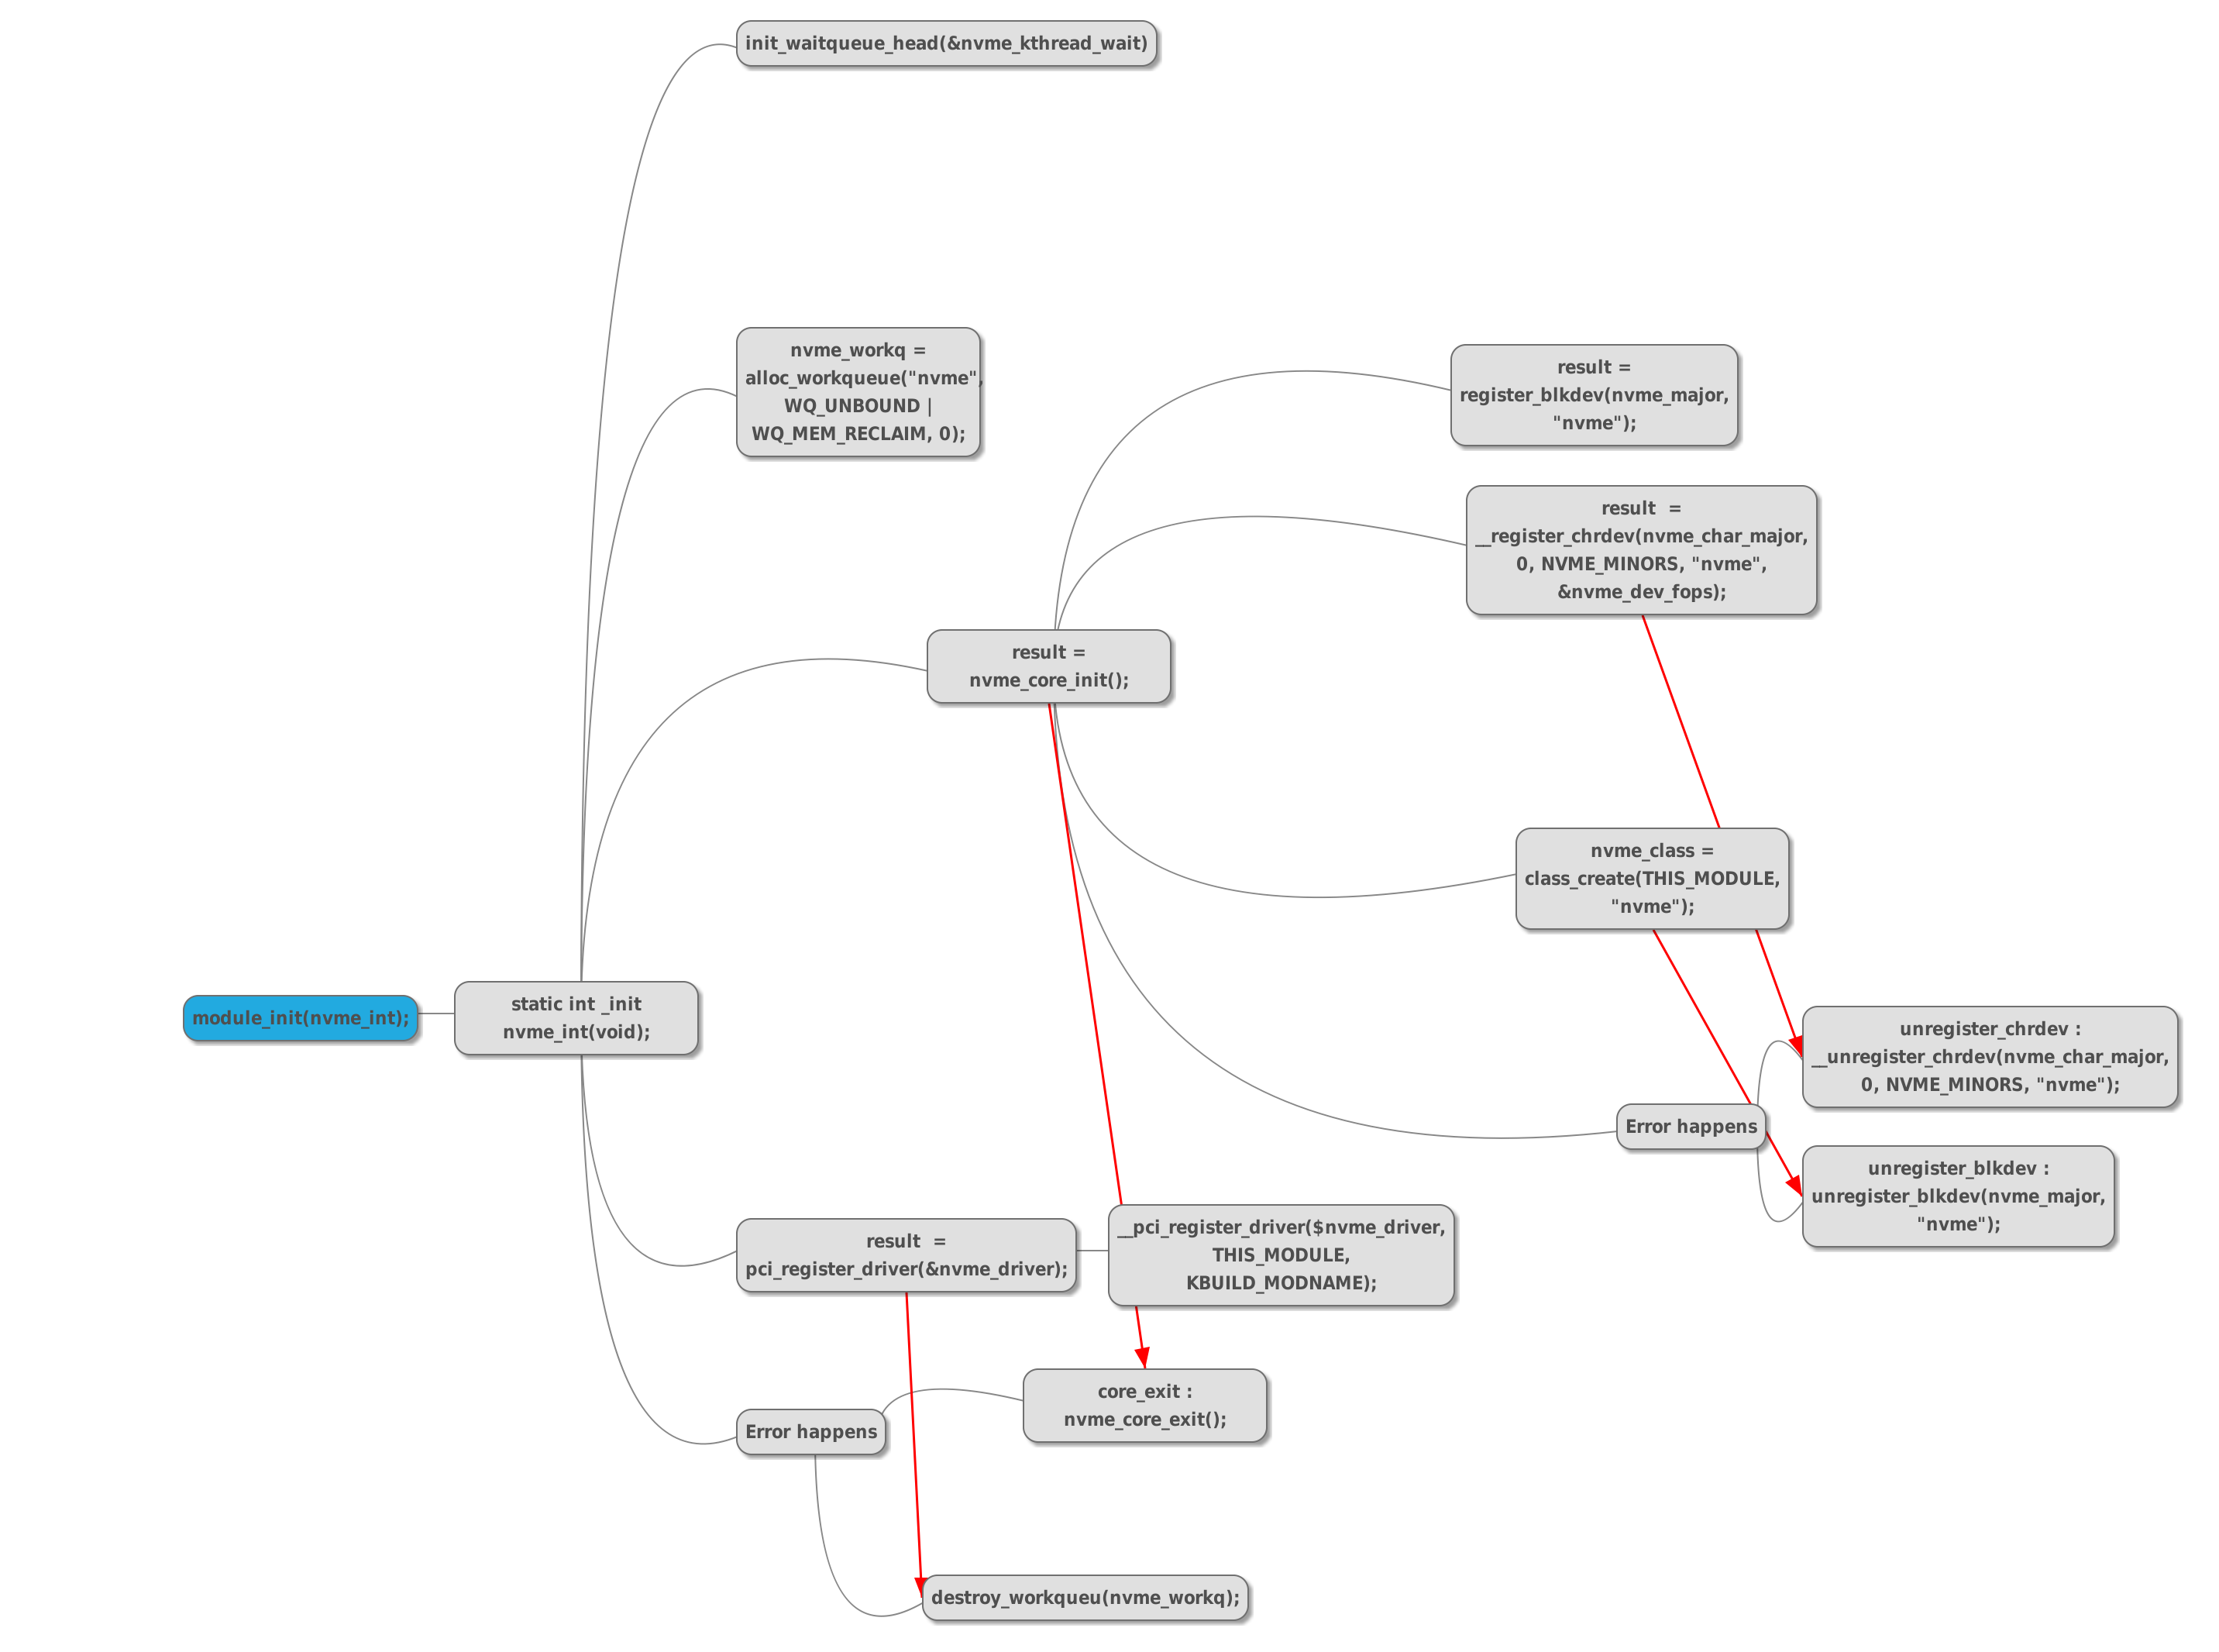 init_waitqueue_head(&nvme_kthread_wait)
nvme_workq =
alloc_workqueue("nvme",
WQ_UNBOUND |
WQ_MEM_RECLAIM, 0);
result =
register_blkdev(nvme_major,
"nvme");
result  =
__register_chrdev(nvme_char_major,
0, NVME_MINORS, "nvme",
&nvme_dev_fops);
result =
nvme_core_init();
nvme_class =
class_create(THIS_MODULE,
"nvme");
module_init(nvme_int);
static int _init
nvme_int(void);
unregister_chrdev :
__unregister_chrdev(nvme_char_major,
0, NVME_MINORS, "nvme");
Error happens
unregister_blkdev :
unregister_blkdev(nvme_major,
"nvme");
result  =
pci_register_driver(&nvme_driver);
__pci_register_driver($nvme_driver,
THIS_MODULE,
KBUILD_MODNAME);
core_exit :
nvme_core_exit();
Error happens
destroy_workqueu(nvme_workq);